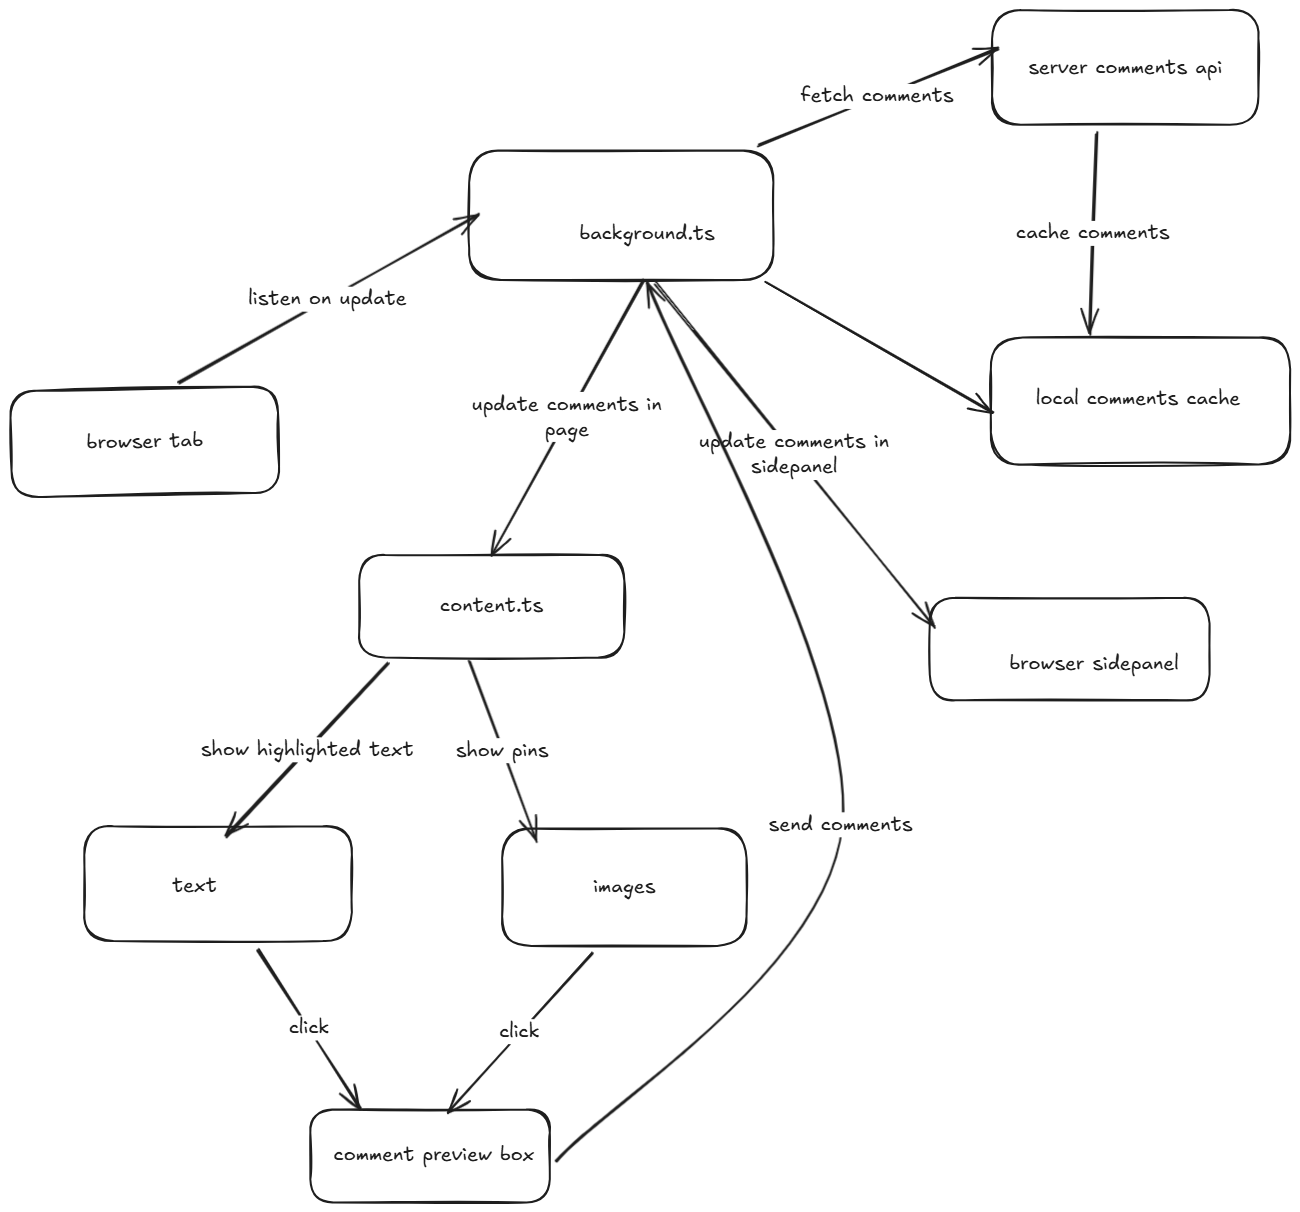 server comments api
fetch comments
background.ts
cache comments
listen on update
local comments cache
update comments in
page
browser tab
update comments in
sidepanel
content.ts
browser sidepanel
show highlighted text
show pins
send comments
text
images
click
click
comment preview box